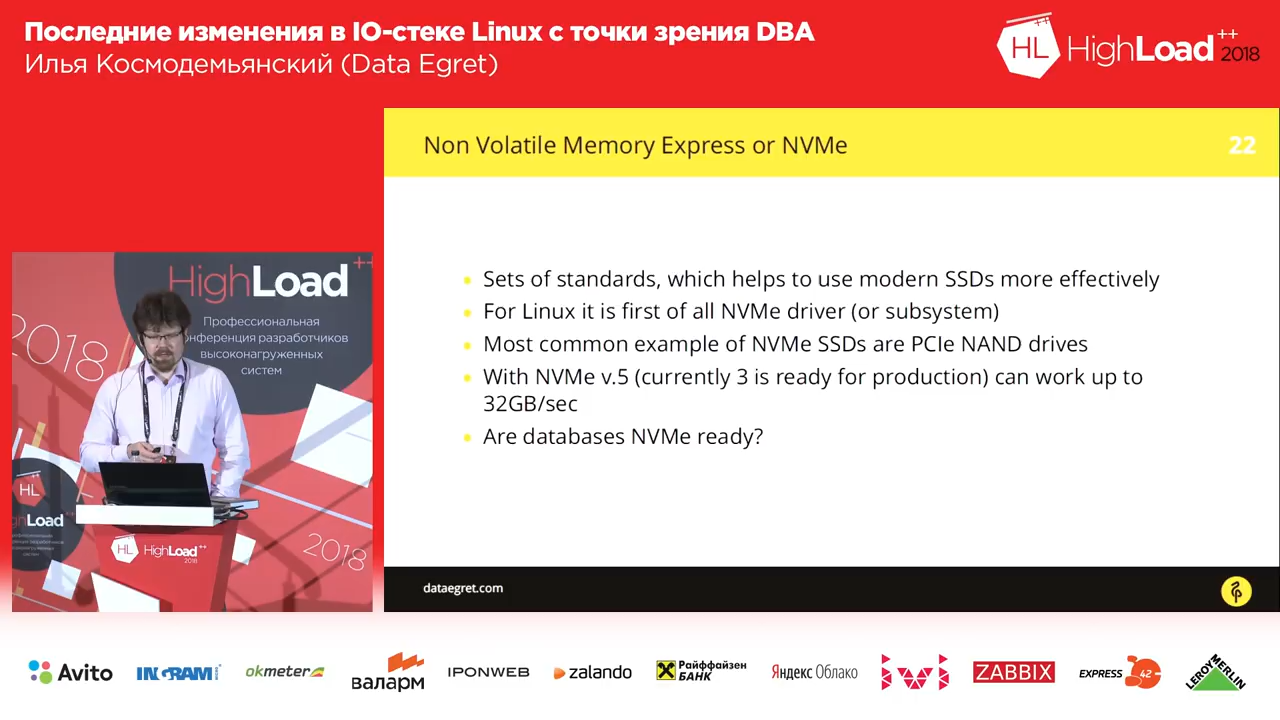 Последние изменения в IO-стеке Linux с точки зрения DBA
Илья Космодемьянский (Data Egret)
HL HighLoad++ 2018
Non Volatile Memory Express or NVMe
22
Sets of standards, which helps to use modern SSDs more effectively
For Linux it is first of all NVMe driver (or subsystem)
Most common example of NVMe SSDs are PCIe NAND drives
With NVMe v.5 (currently 3 is ready for production) can work up to
32GB/sec
Are databases NVMe ready?
dataegret.com
HighLoad++
2018
Профессиональная
конференция разработчиков
высоконагруженных
систем
HL
HighLoad
HL HighLoad++
2018
2018
Avito
INGRAM
okmeter
валарм
IPONWEB
zalando
Райффайзен
БАНК
Яндекс Облако
ivi
ZABBIX
EXPRESS 42
LEROY MERLIN